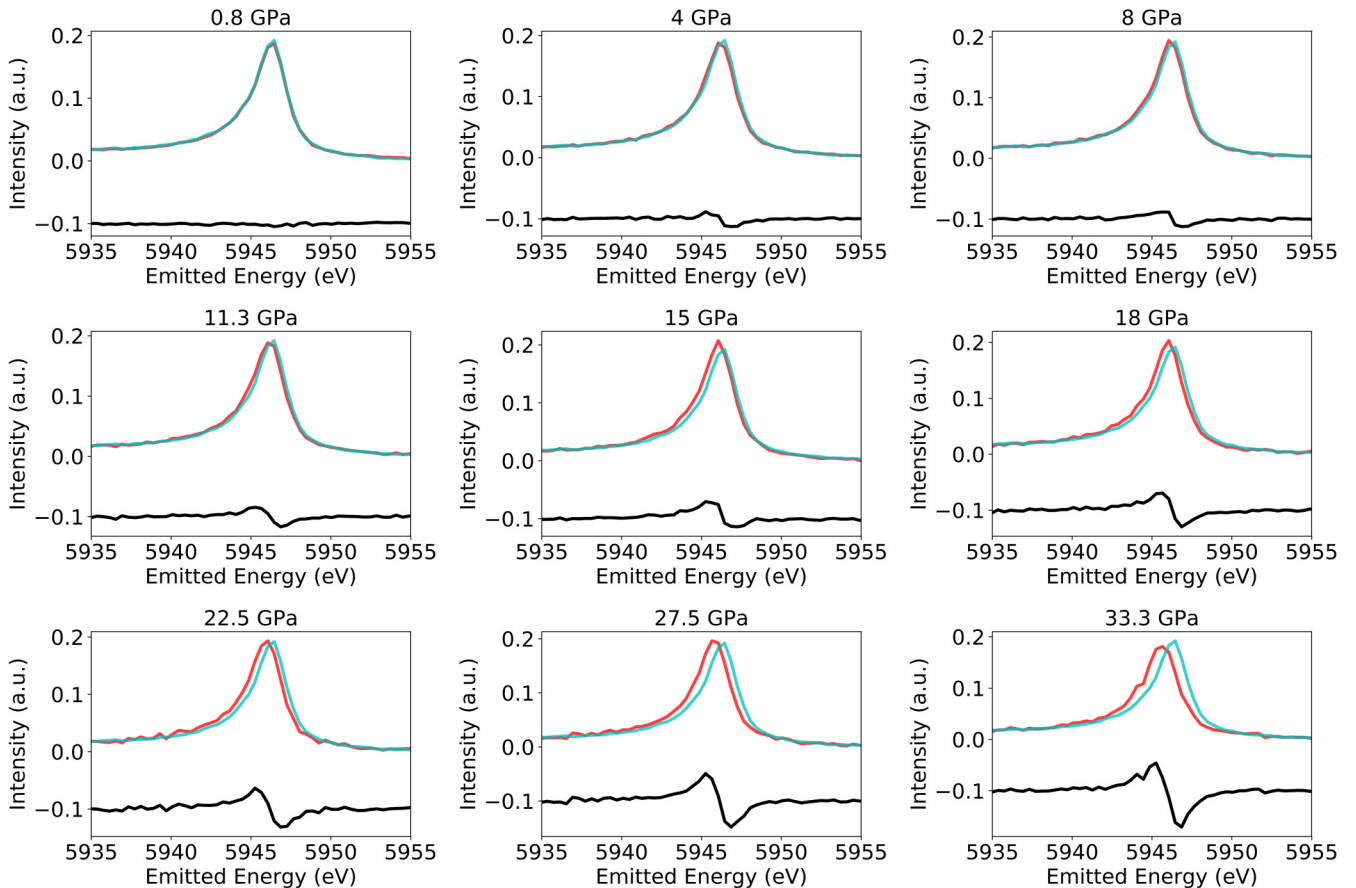 0.8 GPa
4 GPa
8 GPa
Intensity (a.u.)
0.2
0.1
0.0
−0.1
5935 5940 5945 5950 5955
Emitted Energy (eV)
Intensity (a.u.)
0.2
0.1
0.0
−0.1
5935 5940 5945 5950 5955
Emitted Energy (eV)
Intensity (a.u.)
0.2
0.1
0.0
−0.1
5935 5940 5945 5950 5955
Emitted Energy (eV)
11.3 GPa
15 GPa
18 GPa
Intensity (a.u.)
0.2
0.1
0.0
−0.1
5935 5940 5945 5950 5955
Emitted Energy (eV)
Intensity (a.u.)
0.2
0.1
0.0
−0.1
5935 5940 5945 5950 5955
Emitted Energy (eV)
Intensity (a.u.)
0.2
0.1
0.0
−0.1
5935 5940 5945 5950 5955
Emitted Energy (eV)
22.5 GPa
27.5 GPa
33.3 GPa
Intensity (a.u.)
0.2
0.1
0.0
−0.1
5935 5940 5945 5950 5955
Emitted Energy (eV)
Intensity (a.u.)
0.2
0.1
0.0
−0.1
5935 5940 5945 5950 5955
Emitted Energy (eV)
Intensity (a.u.)
0.2
0.1
0.0
−0.1
5935 5940 5945 5950 5955
Emitted Energy (eV)